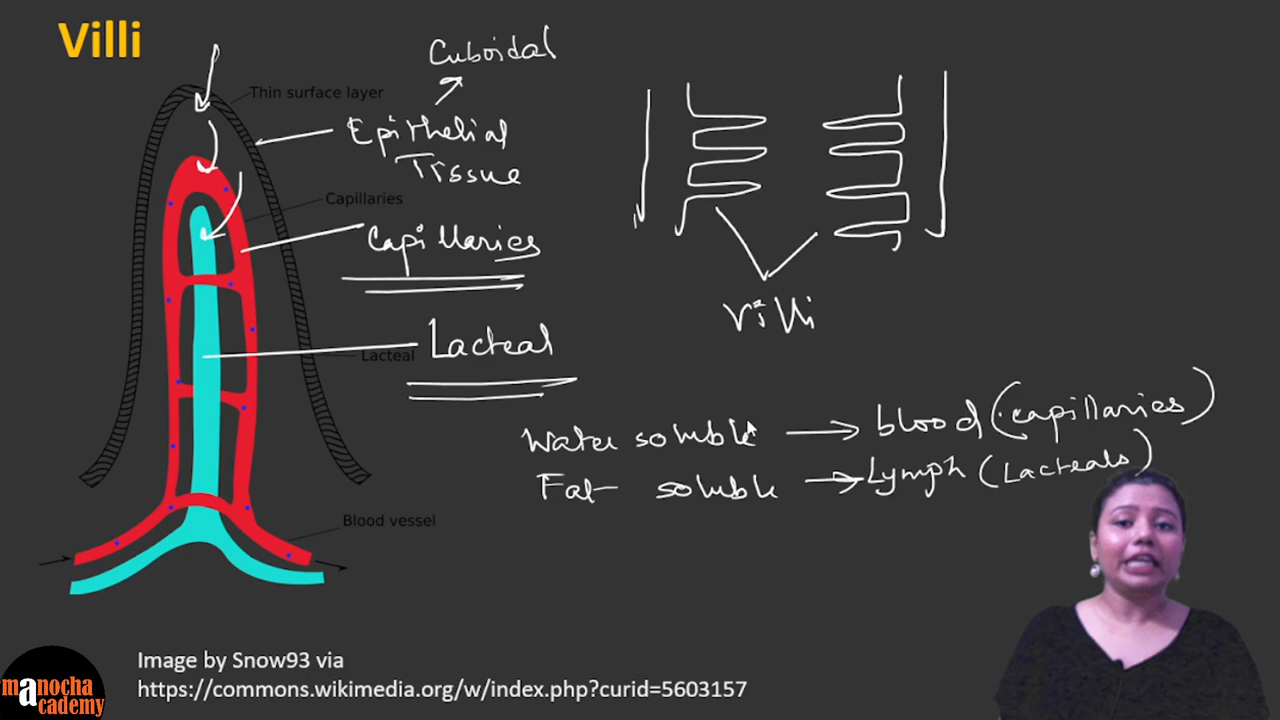 Villi
Cuboidal
Thin surface layer
Epithelial
Tissue
Capillaries
Capillaries
Lacteal
Lacteal
Villi
Water soluble → blood (capillaries)
Fat soluble → Lymph (Lacteals)
Blood vessel
Image by Snow93 via
https://commons.wikimedia.org/w/index.php?curid=5603157
manocha
academy